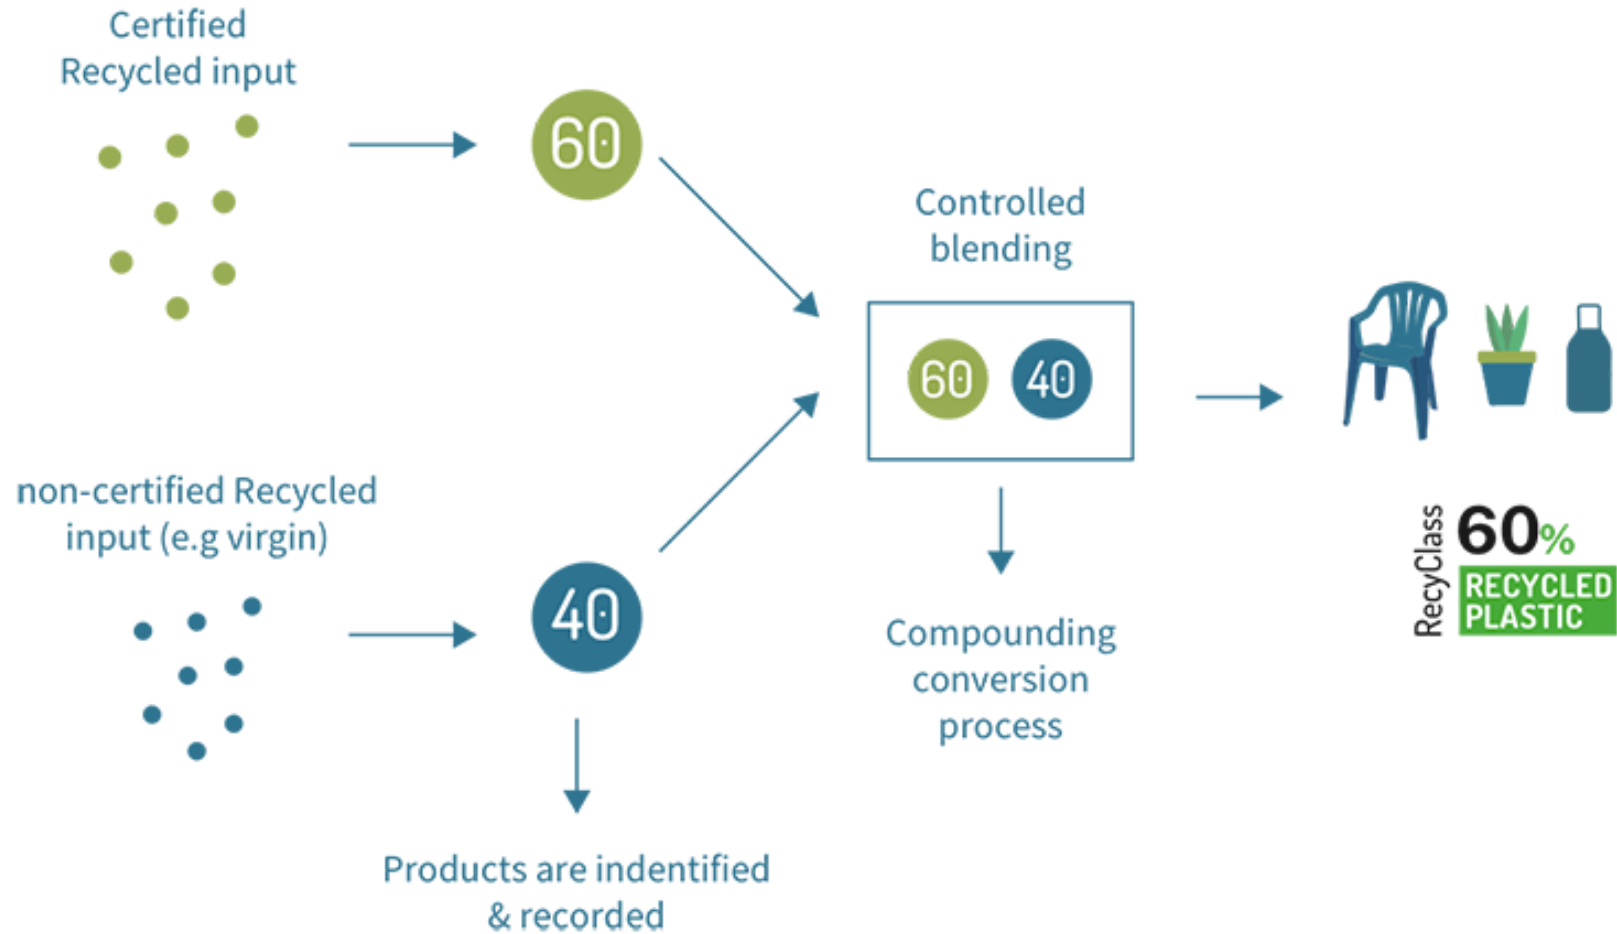 Certified
Recycled input
60
Controlled
blending
60 40
non-certified Recycled
input (e.g virgin)
40
Compounding
conversion
process
Products are indentified
& recorded
RecyClass
60%
RECYCLED
PLASTIC